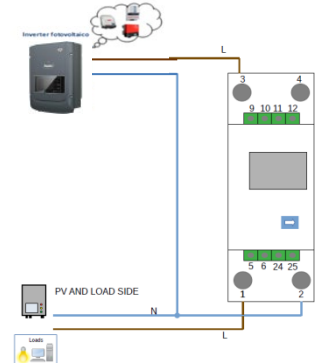 Inverter fotovoltaico
L
3 4
9 10 11 12
5 6 24 25
PV AND LOAD SIDE
1 2
N
L
Loads